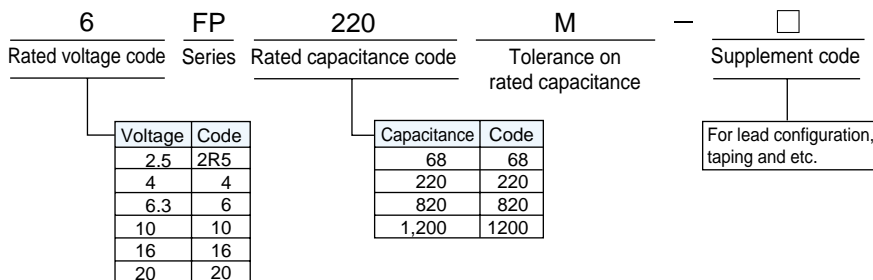 6 FP 220 M – □
Rated voltage code Series Rated capacitance code Tolerance on rated capacitance Supplement code
Voltage Code
2.5 2R5
4 4
6.3 6
10 10
16 16
20 20
Capacitance Code
68 68
220 220
820 820
1,200 1200
For lead configuration,
taping and etc.